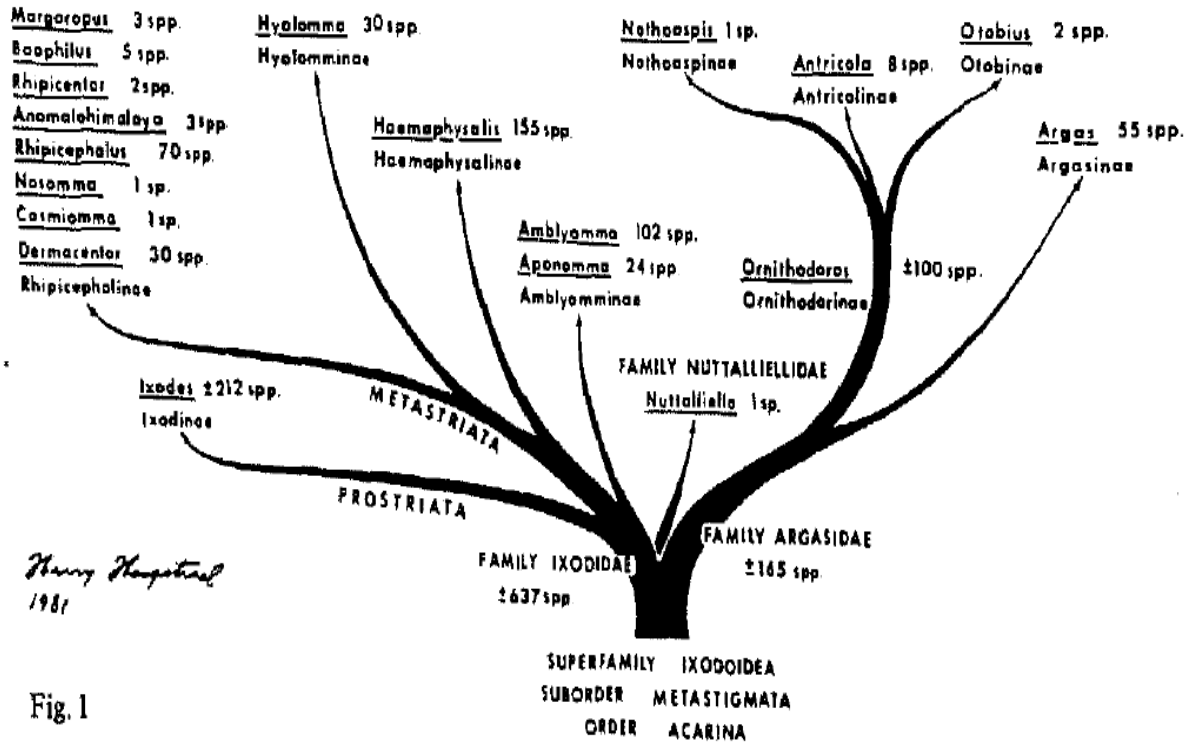 Margaropus 3 spp.
Boophilus 5 spp.
Rhipicentor 2 spp.
Anomalohimalaya 3 spp.
Rhipicephalus 70 spp.
Nosomma 1 sp.
Cosmiomma 1 sp.
Dermacentor 30 spp.
Rhipicephalinae
Hyalomma 30 spp.
Hyalomminae
Haemaphysalis 155 spp.
Haemaphysalinae
Amblyomma 102 spp.
Aponomma 24 spp
Amblyomminae
Nothoaspis 1 sp.
Nothoaspinae
Antricola 8 spp.
Antricolinae
Otobius 2 spp.
Otobinae
Argas 55 spp.
Argasinae
Ornithodoros ±100 spp.
Ornithodorinae
FAMILY NUTTALLIELLIDAE
Nuttalliella 1 sp.
Ixodes ±212 spp.
Ixodinae
METASTRIATA
PROSTRIATA
FAMILY IXODIDAE
±637 spp
FAMILY ARGASIDAE
±165 spp.
Harry Hoogstraal
1981
SUPERFAMILY IXODOIDEA
SUBORDER METASTIGMATA
ORDER ACARINA
Fig. 1